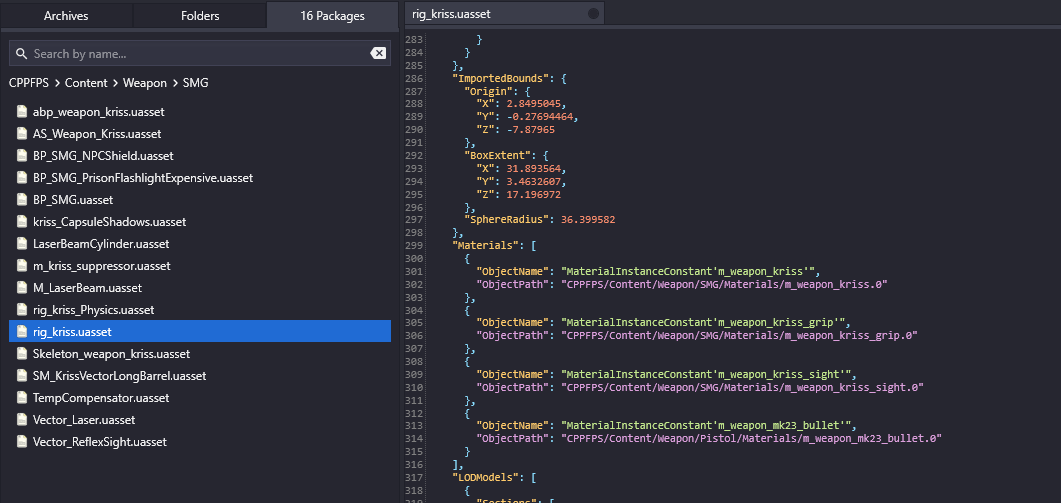 Archives
Folders
16 Packages
Search by name...
CPPFPS > Content > Weapon > SMG
abp_weapon_kriss.uasset
AS_Weapon_Kriss.uasset
BP_SMG_NPCShield.uasset
BP_SMG_PrisonFlashlightExpensive.uasset
BP_SMG.uasset
kriss_CapsuleShadows.uasset
LaserBeamCylinder.uasset
m_kriss_suppressor.uasset
M_LaserBeam.uasset
rig_kriss_Physics.uasset
rig_kriss.uasset
Skeleton_weapon_kriss.uasset
SM_KrissVectorLongBarrel.uasset
TempCompensator.uasset
Vector_Laser.uasset
Vector_ReflexSight.uasset
rig_kriss.uasset
283 }
284 }
285 },
286 "ImportedBounds": {
287 "Origin": {
288 "X": 2.8495045,
289 "Y": -0.27694464,
290 "Z": -7.87965
291 },
292 "BoxExtent": {
293 "X": 31.893564,
294 "Y": 3.4632607,
295 "Z": 17.196972
296 },
297 "SphereRadius": 36.399582
298 },
299 "Materials": [
300 {
301 "ObjectName": "MaterialInstanceConstant'm_weapon_kriss'",
302 "ObjectPath": "CPPFPS/Content/Weapon/SMG/Materials/m_weapon_kriss.0"
303 },
304 {
305 "ObjectName": "MaterialInstanceConstant'm_weapon_kriss_grip'",
306 "ObjectPath": "CPPFPS/Content/Weapon/SMG/Materials/m_weapon_kriss_grip.0"
307 },
308 {
309 "ObjectName": "MaterialInstanceConstant'm_weapon_kriss_sight'",
310 "ObjectPath": "CPPFPS/Content/Weapon/SMG/Materials/m_weapon_kriss_sight.0"
311 },
312 {
313 "ObjectName": "MaterialInstanceConstant'm_weapon_mk23_bullet'",
314 "ObjectPath": "CPPFPS/Content/Weapon/Pistol/Materials/m_weapon_mk23_bullet.0"
315 }
316 ],
317 "LODModels": [
318 {
319 "Sections": [